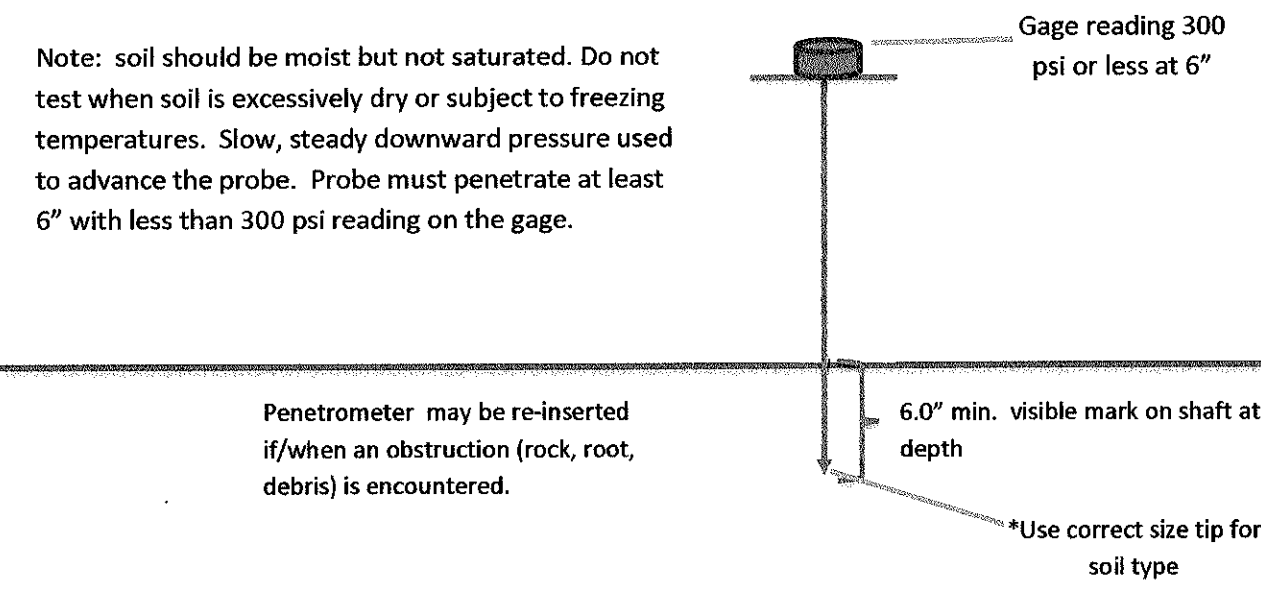 Note: soil should be moist but not saturated. Do not
test when soil is excessively dry or subject to freezing
temperatures. Slow, steady downward pressure used
to advance the probe. Probe must penetrate at least
6" with less than 300 psi reading on the gage.
Gage reading 300
psi or less at 6"
Penetrometer may be re-inserted
if/when an obstruction (rock, root,
debris) is encountered.
6.0" min. visible mark on shaft at
depth
*Use correct size tip for
soil type